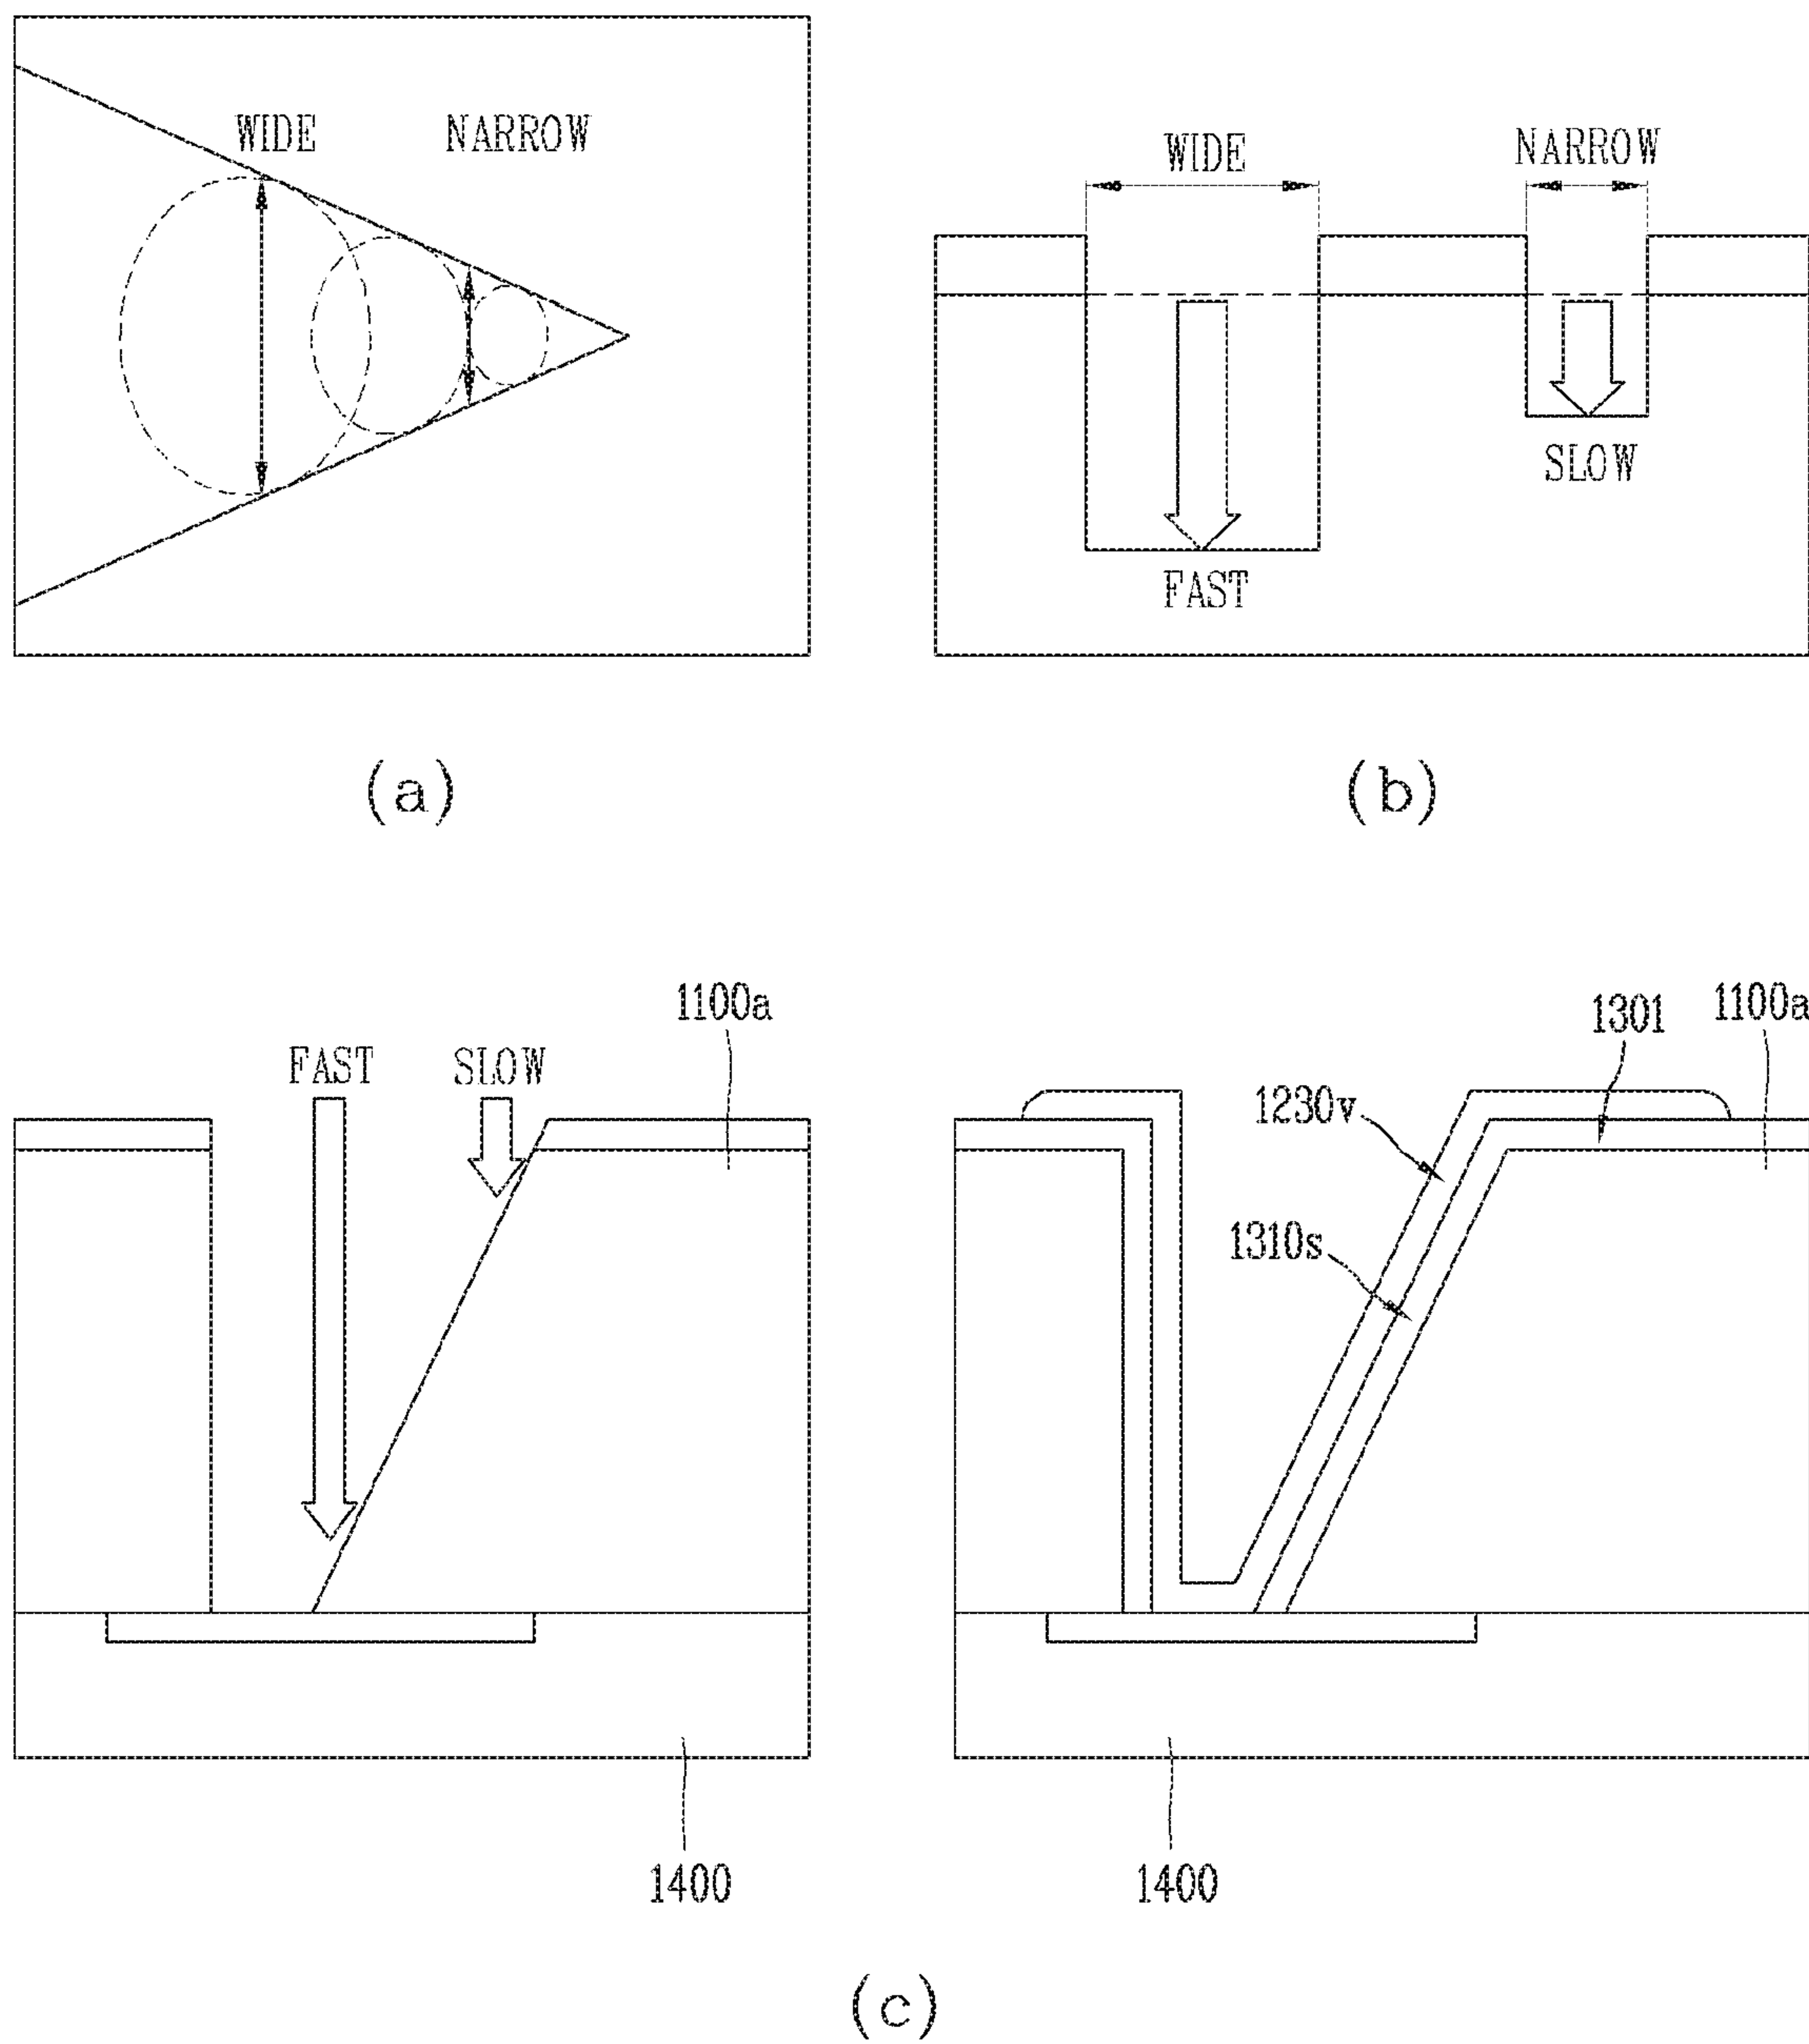 WIDE
NARROW
WIDE
NARROW
SLOW
FAST
(a)
(b)
1100a
FAST
SLOW
1400
1301
1100a
1230v
1310s
1400
(c)